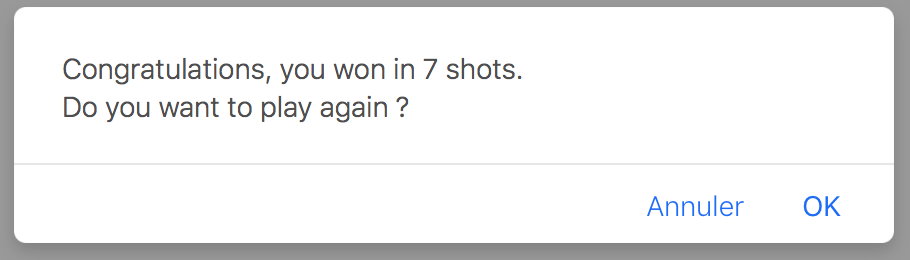 Congratulations, you won in 7 shots.
Do you want to play again ?
Annuler OK